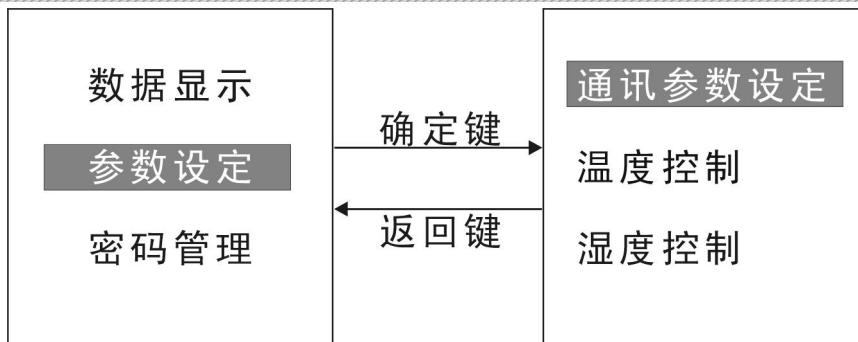 数据显示
参数设定
密码管理
确定键
返回键
通讯参数设定
温度控制
湿度控制